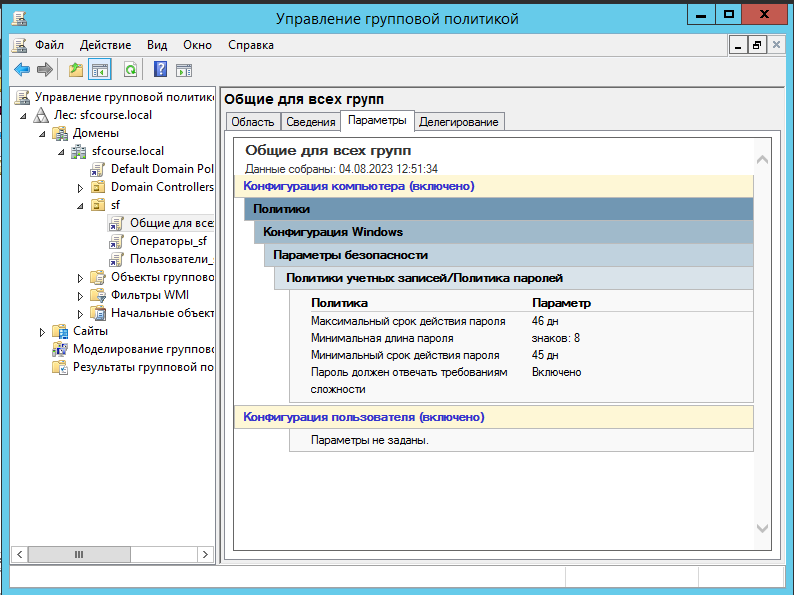 Управление групповой политикой
Файл Действие Вид Окно Справка
Управление групповой политик
Лес: sfcourse.local
Домены
sfcourse.local
Default Domain Pol
Domain Controllers
sf
Общие для все
Операторы_sf
Пользователи_
Объекты группово
Фильтры WMI
Начальные объект
Сайты
Моделирование группово
Результаты групповой по
Общие для всех групп
Область Сведения Параметры Делегирование
Общие для всех групп
Данные собраны: 04.08.2023 12:51:34
Конфигурация компьютера (включено)
Политики
Конфигурация Windows
Параметры безопасности
Политики учетных записей/Политика паролей
Политика Параметр
Максимальный срок действия пароля 46 дн
Минимальная длина пароля знаков: 8
Минимальный срок действия пароля 45 дн
Пароль должен отвечать требованиям Включено
сложности
Конфигурация пользователя (включено)
Параметры не заданы.